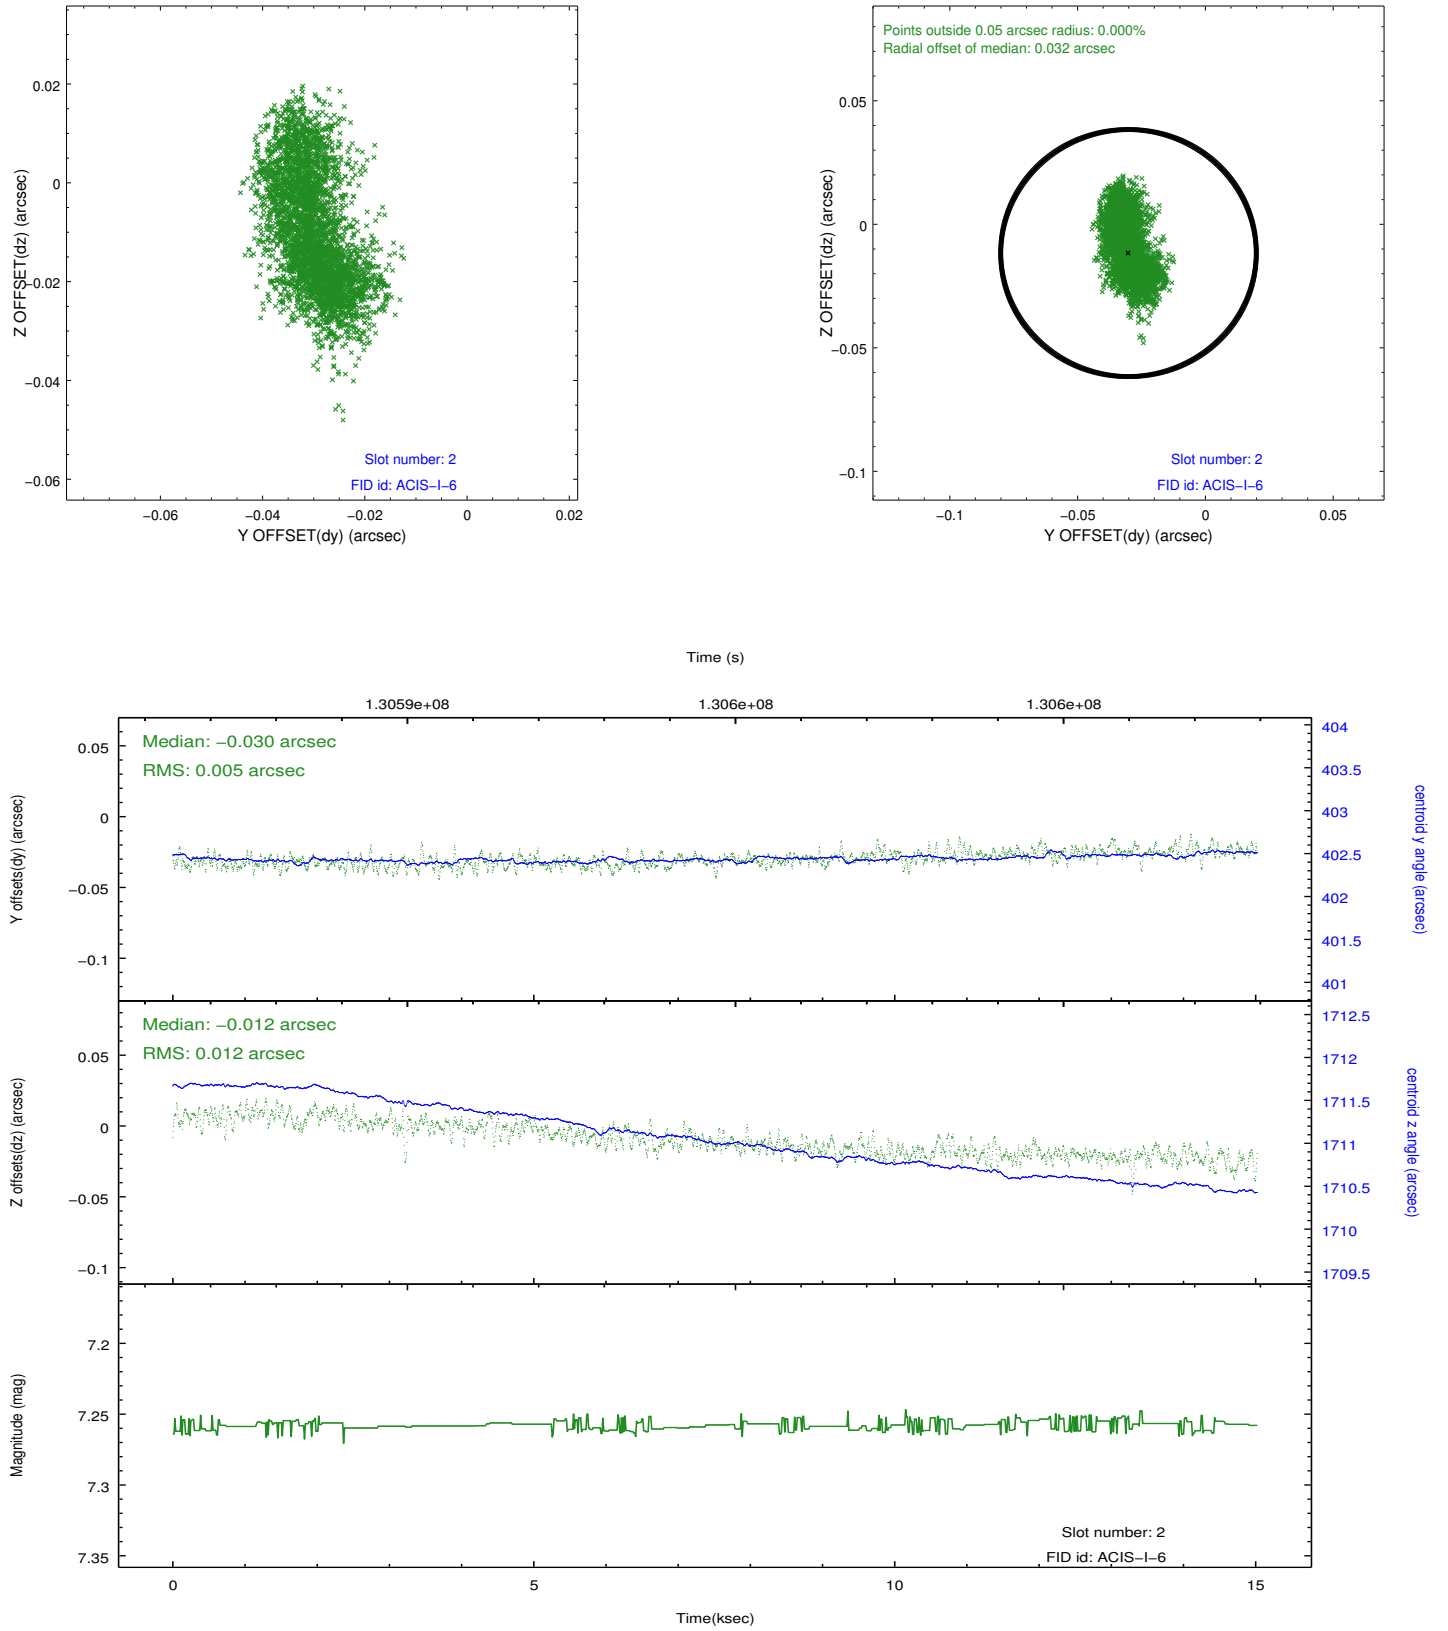 0.02
0
−0.02
−0.04
−0.06
Z OFFSET(dz) (arcsec)
−0.06
−0.04
−0.02
0
0.02
Y OFFSET(dy) (arcsec)
Slot number: 2
FID id: ACIS−I−6
Points outside 0.05 arcsec radius: 0.000%
Radial offset of median: 0.032 arcsec
0.05
0
−0.05
−0.1
Z OFFSET(dz) (arcsec)
−0.1
−0.05
0
0.05
Y OFFSET(dy) (arcsec)
Slot number: 2
FID id: ACIS−I−6
Time (s)
1.3059e+08
1.306e+08
1.306e+08
Median: −0.030 arcsec
RMS: 0.005 arcsec
0.05
0
−0.05
−0.1
Y offsets(dy) (arcsec)
404
403.5
403
402.5
402
401.5
401
centroid y angle (arcsec)
Median: −0.012 arcsec
RMS: 0.012 arcsec
0.05
0
−0.05
−0.1
Z offsets(dz) (arcsec)
1712.5
1712
1711.5
1711
1710.5
1710
1709.5
centroid z angle (arcsec)
7.2
7.25
7.3
7.35
Magnitude (mag)
Slot number: 2
FID id: ACIS−I−6
0
5
10
15
Time(ksec)